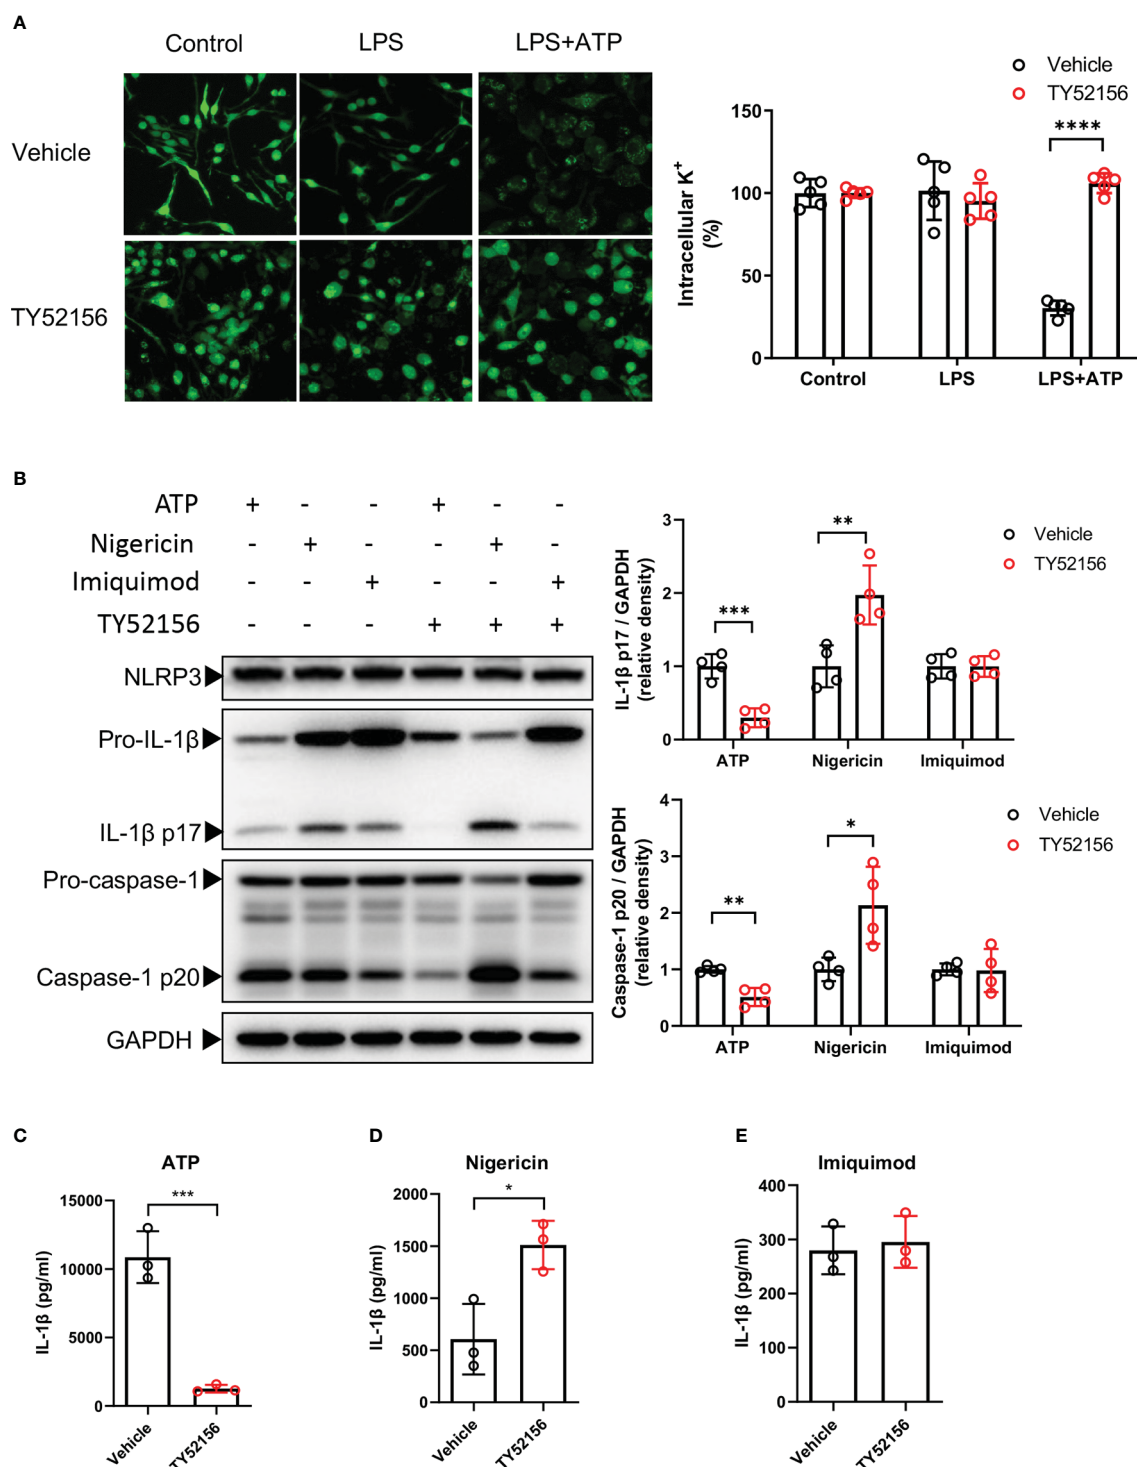 A
Control LPS LPS+ATP
Vehicle
TY52156
Vehicle
TY52156
Intracellular K+
(%)
150
100
50
0
****
Control LPS LPS+ATP
B
ATP + - - + - -
Nigericin - + - - + -
Imiquimod - - + - - +
TY52156 - - - + + +
NLRP3
Pro-IL-1β
IL-1β p17
Pro-caspase-1
Caspase-1 p20
GAPDH
IL-1β p17 / GAPDH
(relative density)
3
2
1
0
***
**
Vehicle
TY52156
ATP Nigericin Imiquimod
Caspase-1 p20 / GAPDH
(relative density)
4
3
2
1
0
**
*
Vehicle
TY52156
ATP Nigericin Imiquimod
C
ATP
IL-1β (pg/ml)
15000
10000
5000
0
***
Vehicle TY52156
D
Nigericin
IL-1β (pg/ml)
2000
1500
1000
500
0
*
Vehicle TY52156
E
Imiquimod
IL-1β (pg/ml)
400
300
200
100
0
Vehicle TY52156